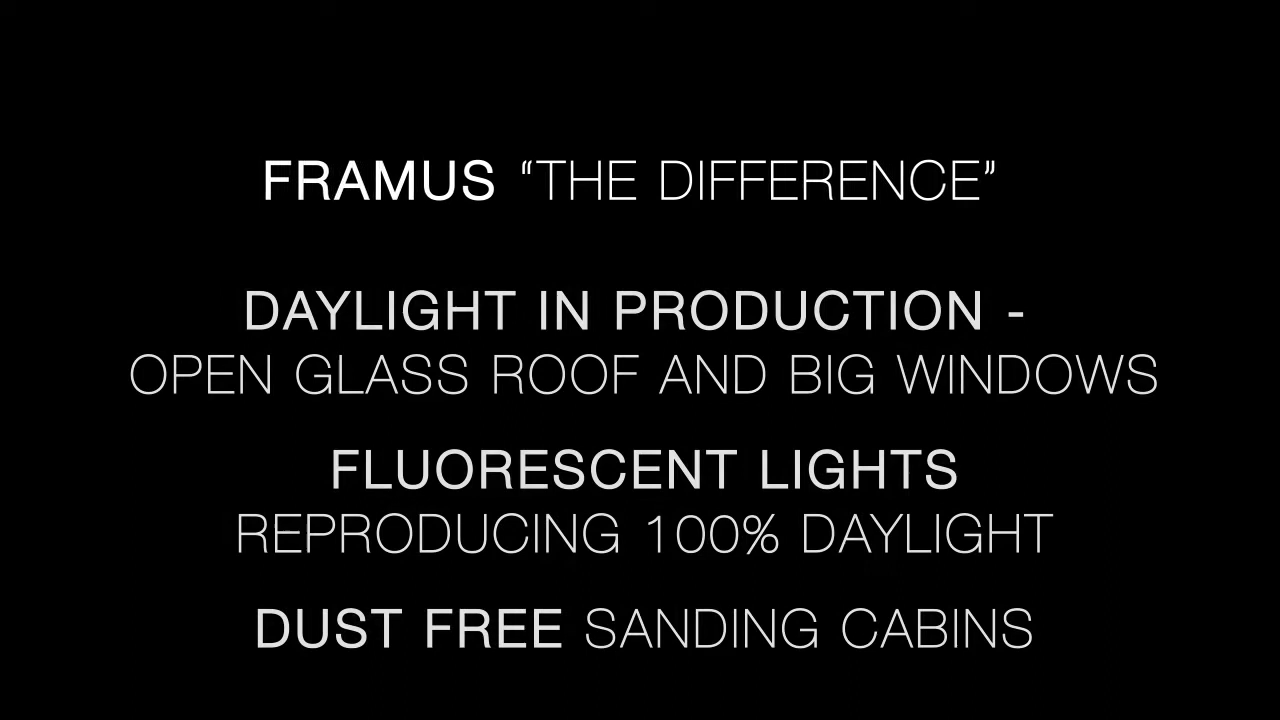 FRAMUS “THE DIFFERENCE”
DAYLIGHT IN PRODUCTION -
OPEN GLASS ROOF AND BIG WINDOWS
FLUORESCENT LIGHTS
REPRODUCING 100% DAYLIGHT
DUST FREE SANDING CABINS